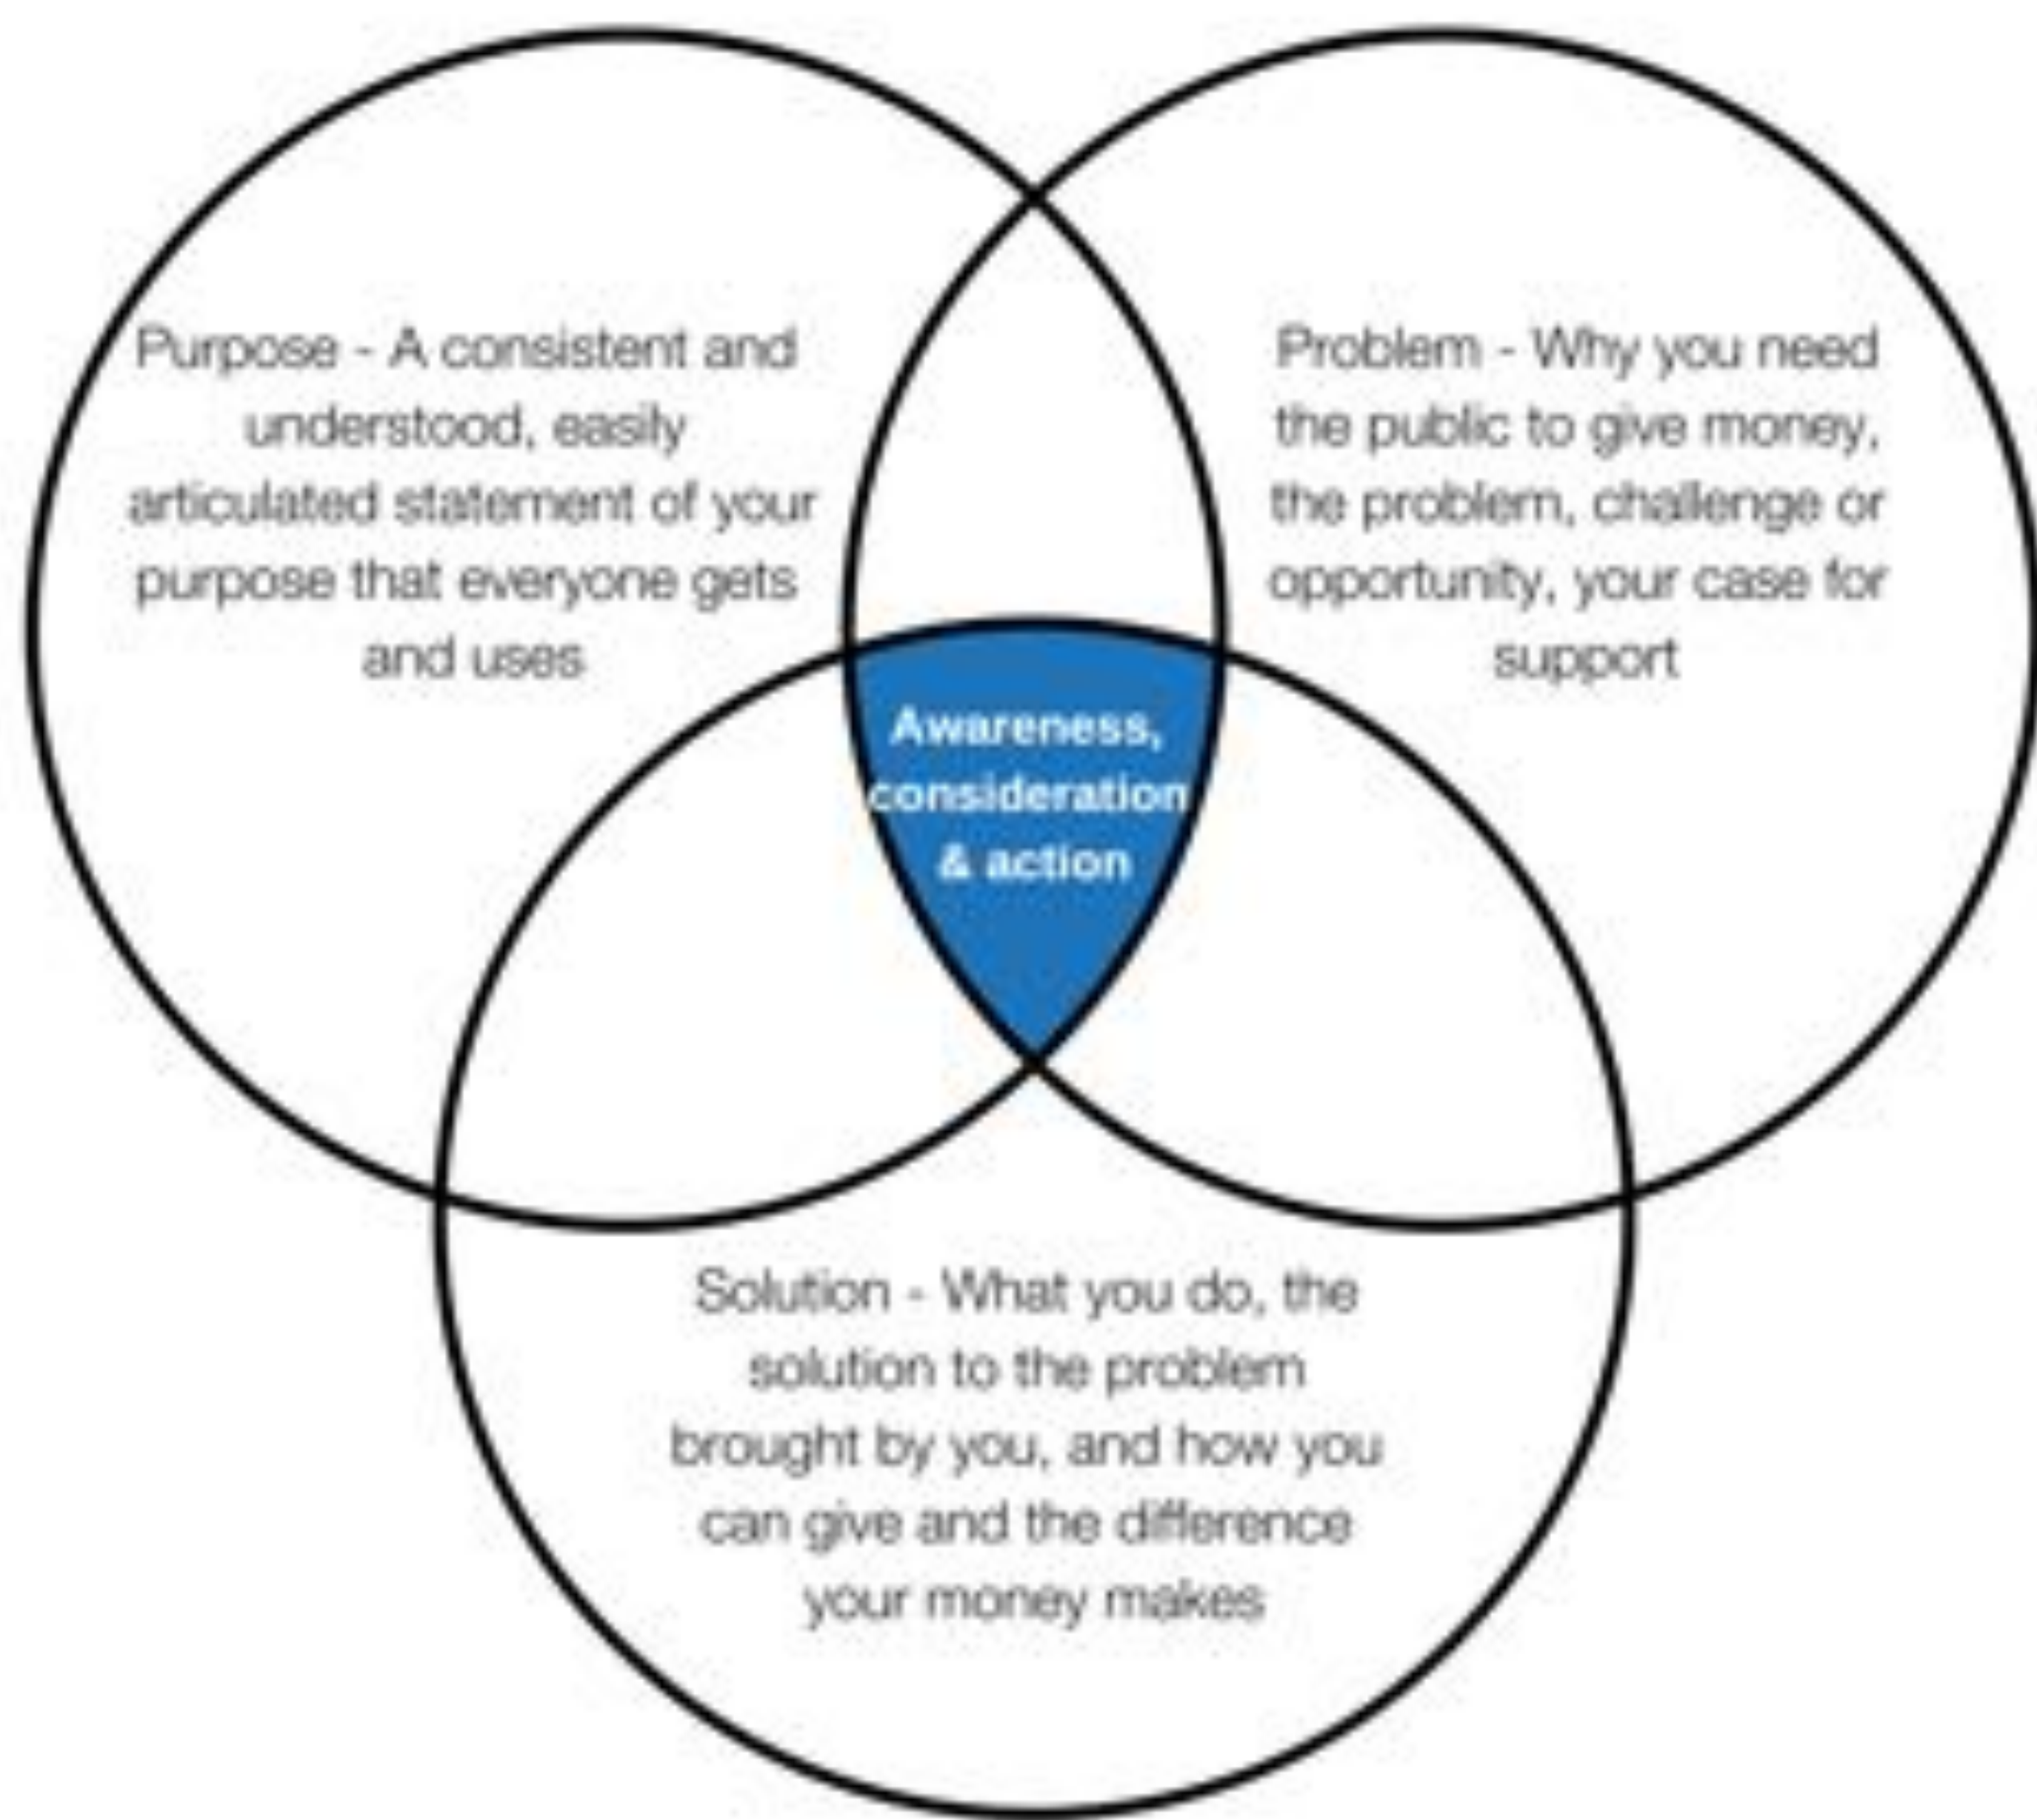 Purpose - A consistent and
understood, easily
articulated statement of your
purpose that everyone gets
and uses
Problem - Why you need
the public to give money,
the problem, challenge or
opportunity, your case for
support
Awareness,
consideration
& action
Solution - What you do, the
solution to the problem
brought by you, and how you
can give and the difference
your money makes